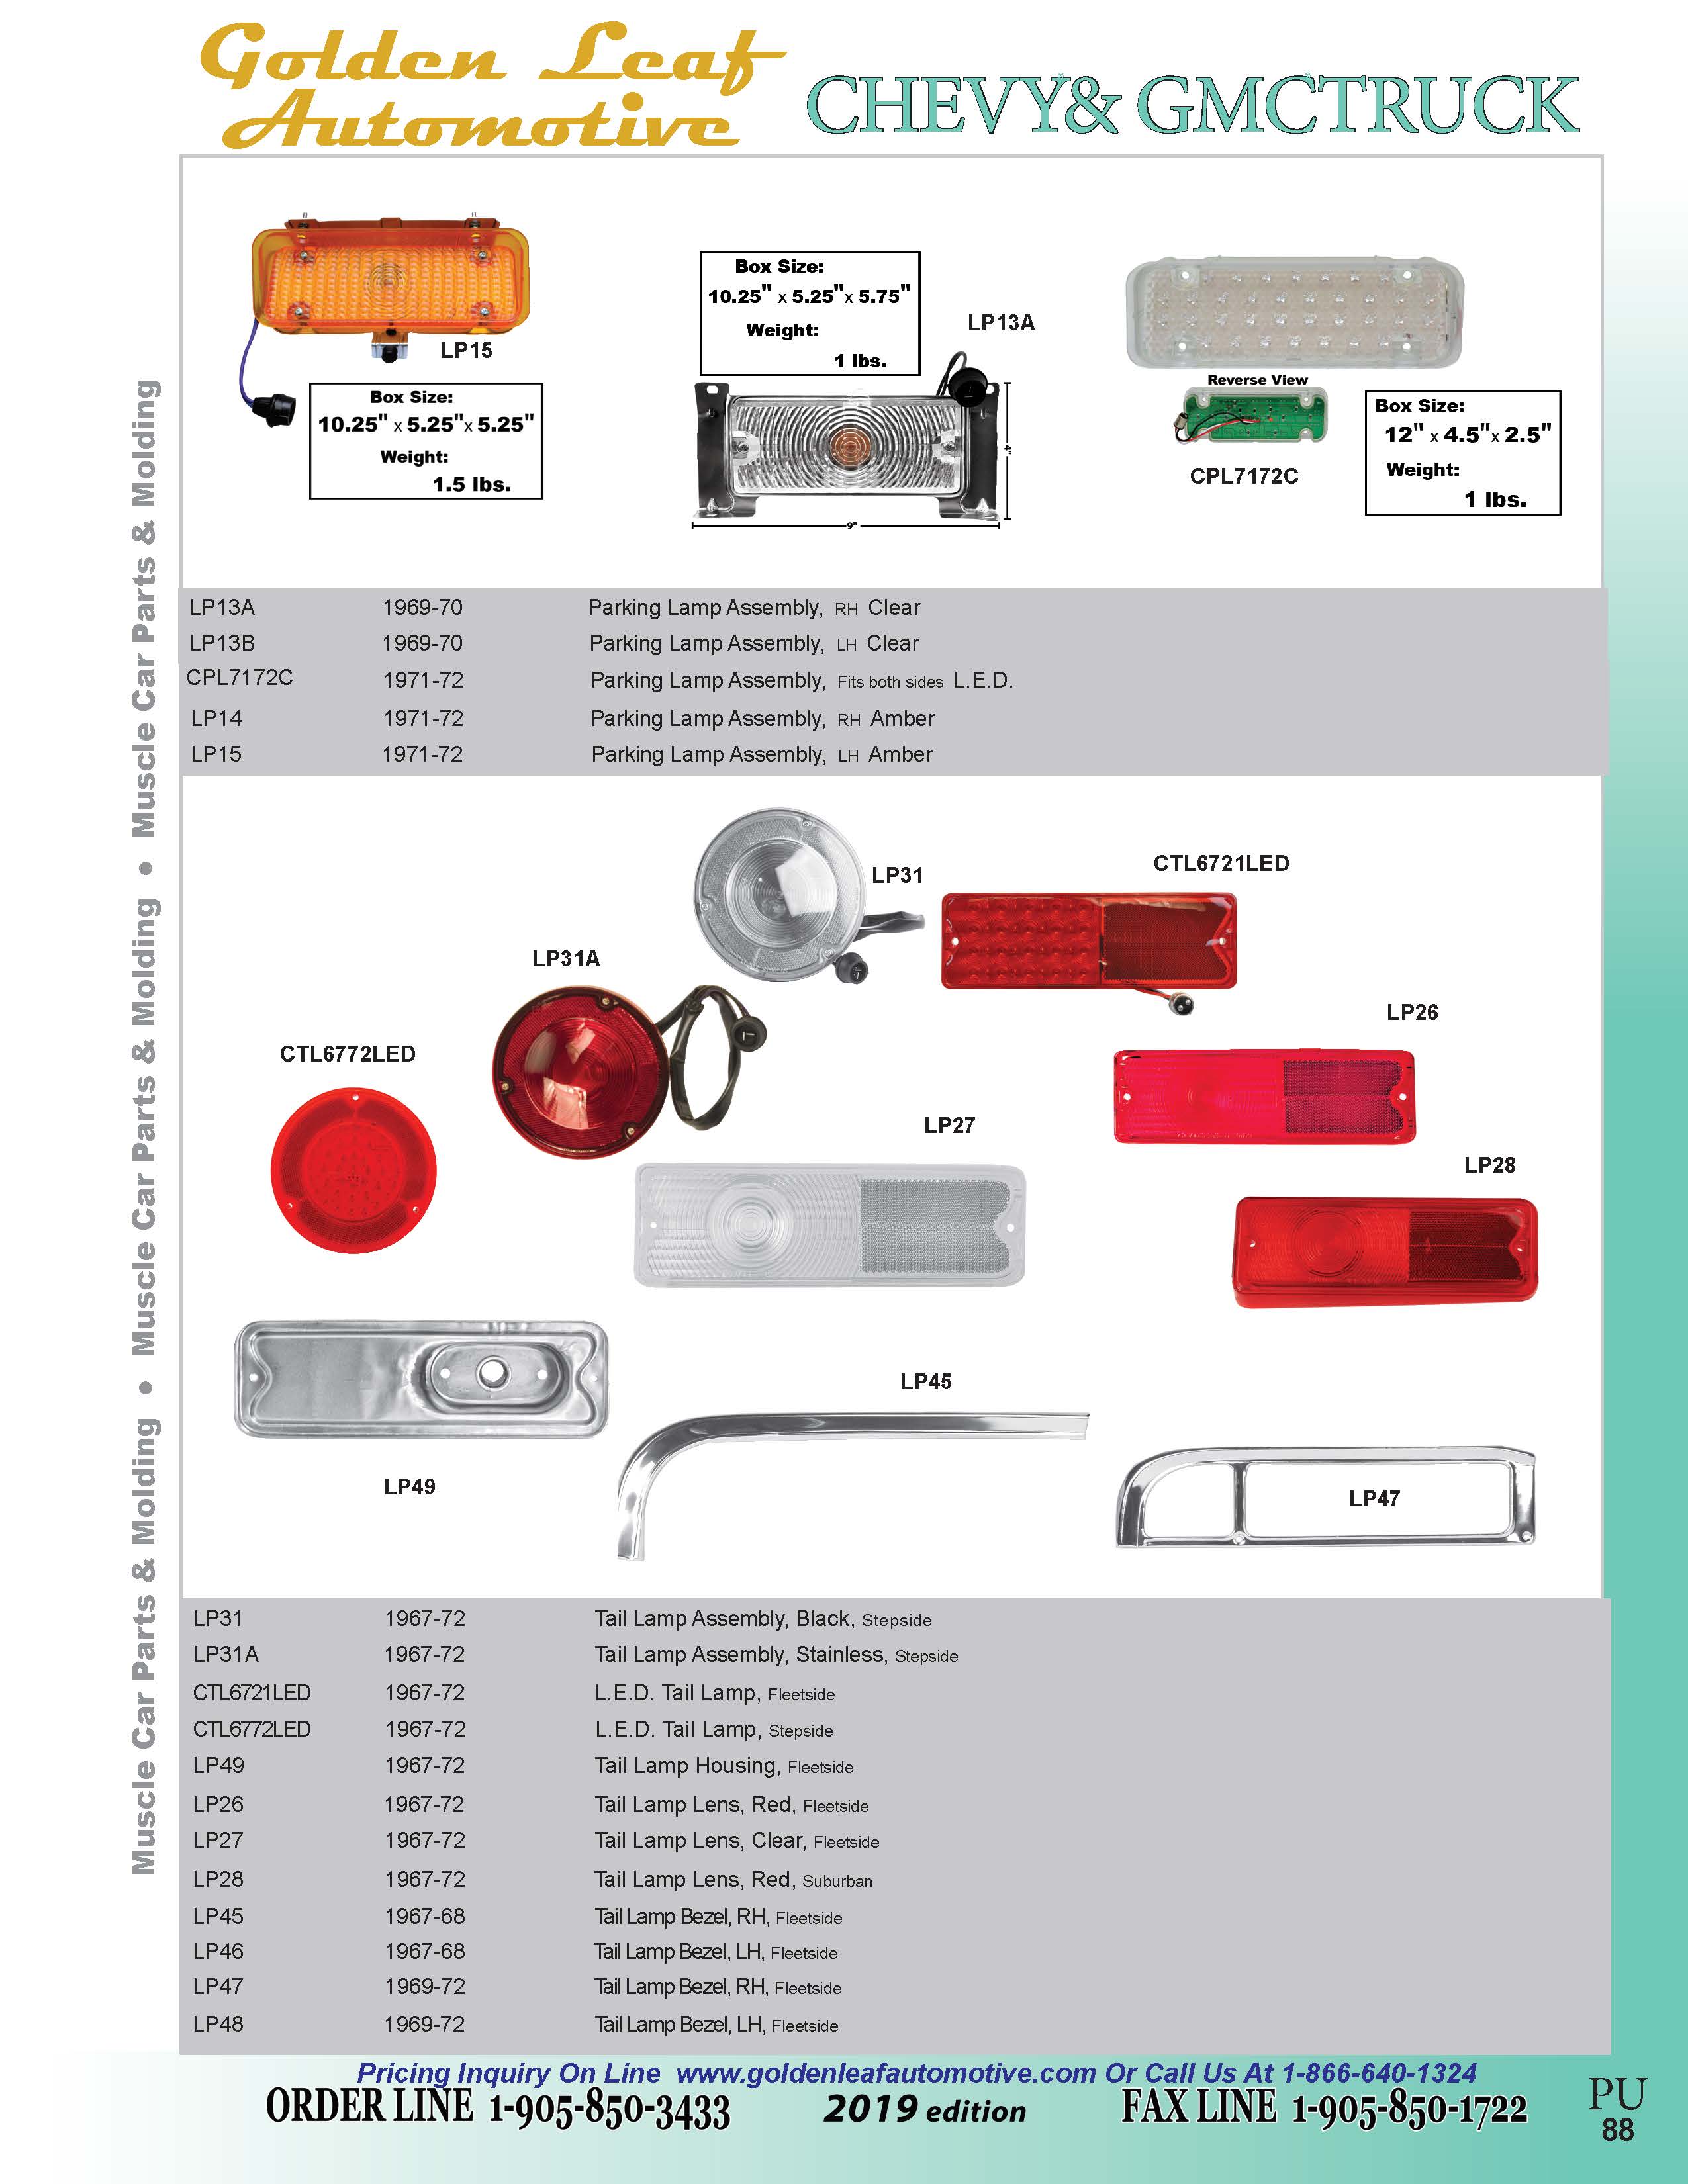 Golden Leaf
Automotive
CHEVY& GMCTRUCK
Muscle Car Parts & Molding • Muscle Car Parts & Molding • Muscle Car Parts & Molding
LP15
Box Size:
10.25" x 5.25"x 5.25"
Weight:
1.5 lbs.
Box Size:
10.25" x 5.25"x 5.75"
Weight:
1 lbs.
LP13A
4"
9"
Reverse View
CPL7172C
Box Size:
12" x 4.5"x 2.5"
Weight:
1 lbs.
LP13A 1969-70 Parking Lamp Assembly, RH Clear
LP13B 1969-70 Parking Lamp Assembly, LH Clear
CPL7172C 1971-72 Parking Lamp Assembly, Fits both sides L.E.D.
LP14 1971-72 Parking Lamp Assembly, RH Amber
LP15 1971-72 Parking Lamp Assembly, LH Amber
LP31
CTL6721LED
LP31A
LP26
CTL6772LED
LP27
LP28
LP45
LP49
LP47
LP31 1967-72 Tail Lamp Assembly, Black, Stepside
LP31A 1967-72 Tail Lamp Assembly, Stainless, Stepside
CTL6721LED 1967-72 L.E.D. Tail Lamp, Fleetside
CTL6772LED 1967-72 L.E.D. Tail Lamp, Stepside
LP49 1967-72 Tail Lamp Housing, Fleetside
LP26 1967-72 Tail Lamp Lens, Red, Fleetside
LP27 1967-72 Tail Lamp Lens, Clear, Fleetside
LP28 1967-72 Tail Lamp Lens, Red, Suburban
LP45 1967-68 Tail Lamp Bezel, RH, Fleetside
LP46 1967-68 Tail Lamp Bezel, LH, Fleetside
LP47 1969-72 Tail Lamp Bezel, RH, Fleetside
LP48 1969-72 Tail Lamp Bezel, LH, Fleetside
Pricing Inquiry On Line www.goldenleafautomotive.com Or Call Us At 1-866-640-1324
ORDER LINE 1-905-850-3433 2019 edition FAX LINE 1-905-850-1722
PU
88